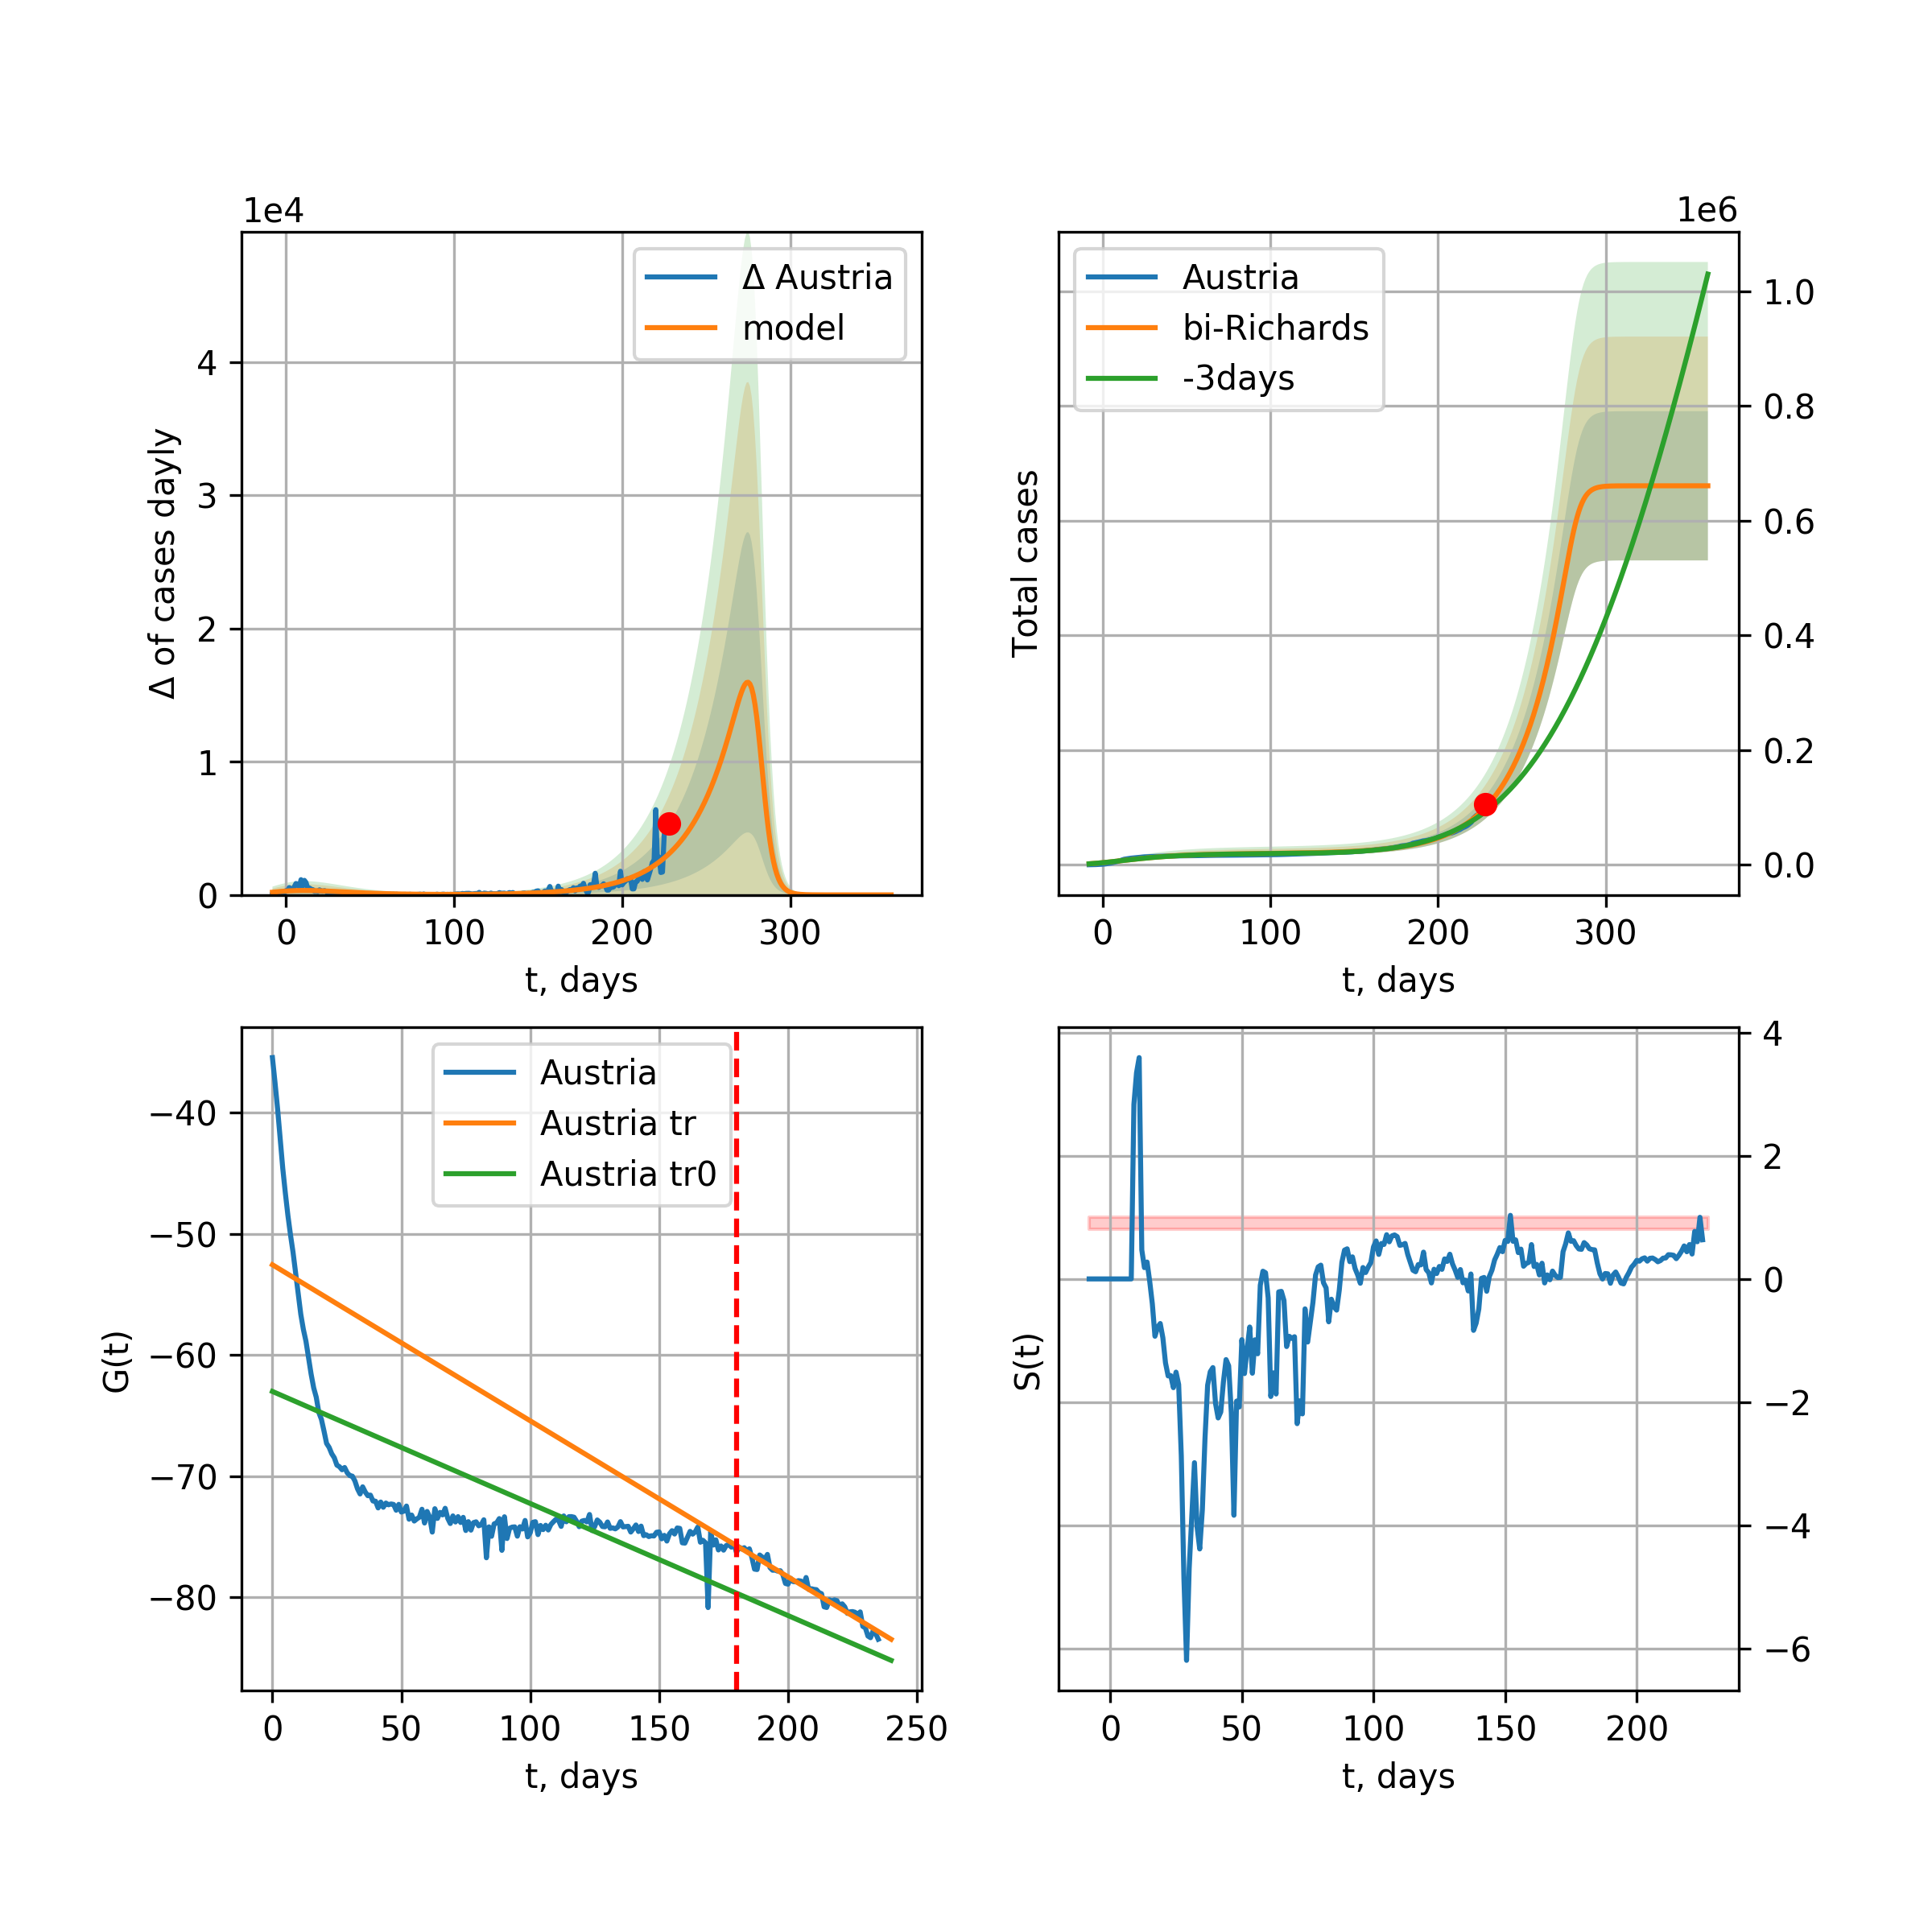 1e4
Δ Austria
model
Δ of cases dayly
4
3
2
1
0
0 100 200 300
t, days
1e6
Austria
bi-Richards
-3days
Total cases
1.0
0.8
0.6
0.4
0.2
0.0
0 100 200 300
t, days
Austria
Austria tr
Austria tr0
G(t)
−40
−50
−60
−70
−80
0 50 100 150 200 250
t, days
S(t)
4
2
0
−2
−4
−6
0 50 100 150 200
t, days